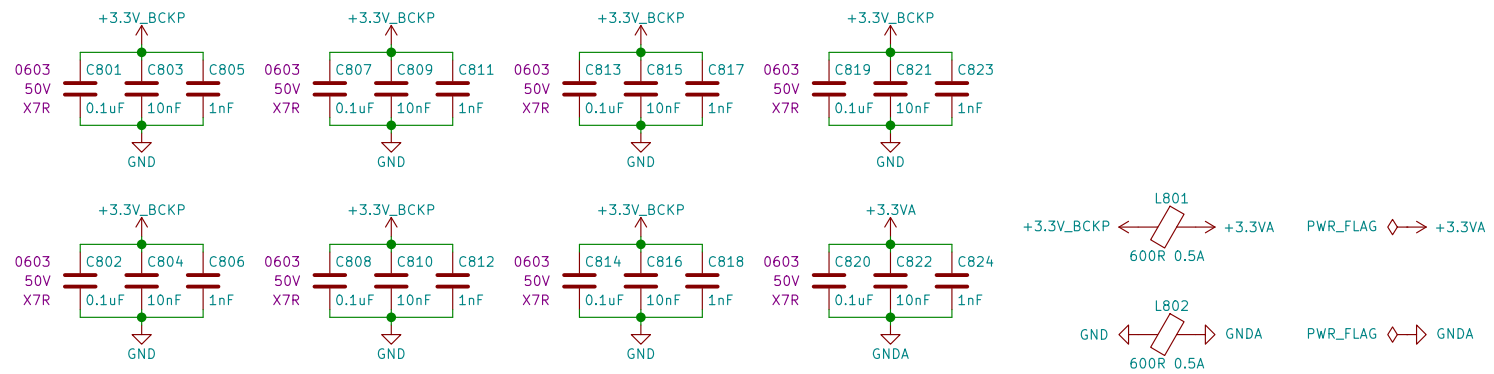 +3.3V_BCKP +3.3V_BCKP +3.3V_BCKP +3.3V_BCKP
0603 C801 C803 C805 0603 C807 C809 C811 0603 C813 C815 C817 0603 C819 C821 C823
50V 50V 50V 50V
X7R 0.1uF 10nF 1nF X7R 0.1uF 10nF 1nF X7R 0.1uF 10nF 1nF X7R 0.1uF 10nF 1nF
GND GND GND GND
L801
+3.3V_BCKP +3.3V_BCKP +3.3V_BCKP +3.3VA
+3.3V_BCKP +3.3VA PWR_FLAG +3.3VA
600R 0.5A
0603 C802 C804 C806 0603 C808 C810 C812 0603 C814 C816 C818 0603 C820 C822 C824
50V 50V 50V 50V
X7R 0.1uF 10nF 1nF X7R 0.1uF 10nF 1nF X7R 0.1uF 10nF 1nF X7R 0.1uF 10nF 1nF
L802
GND GNDA PWR_FLAG GNDA
GND GND GND GNDA
600R 0.5A